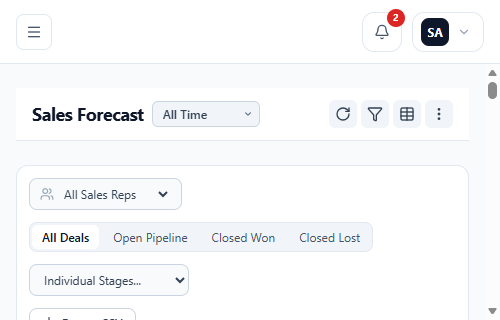 2
SA
Sales Forecast
All Time
All Sales Reps
All Deals
Open Pipeline
Closed Won
Closed Lost
Individual Stages...